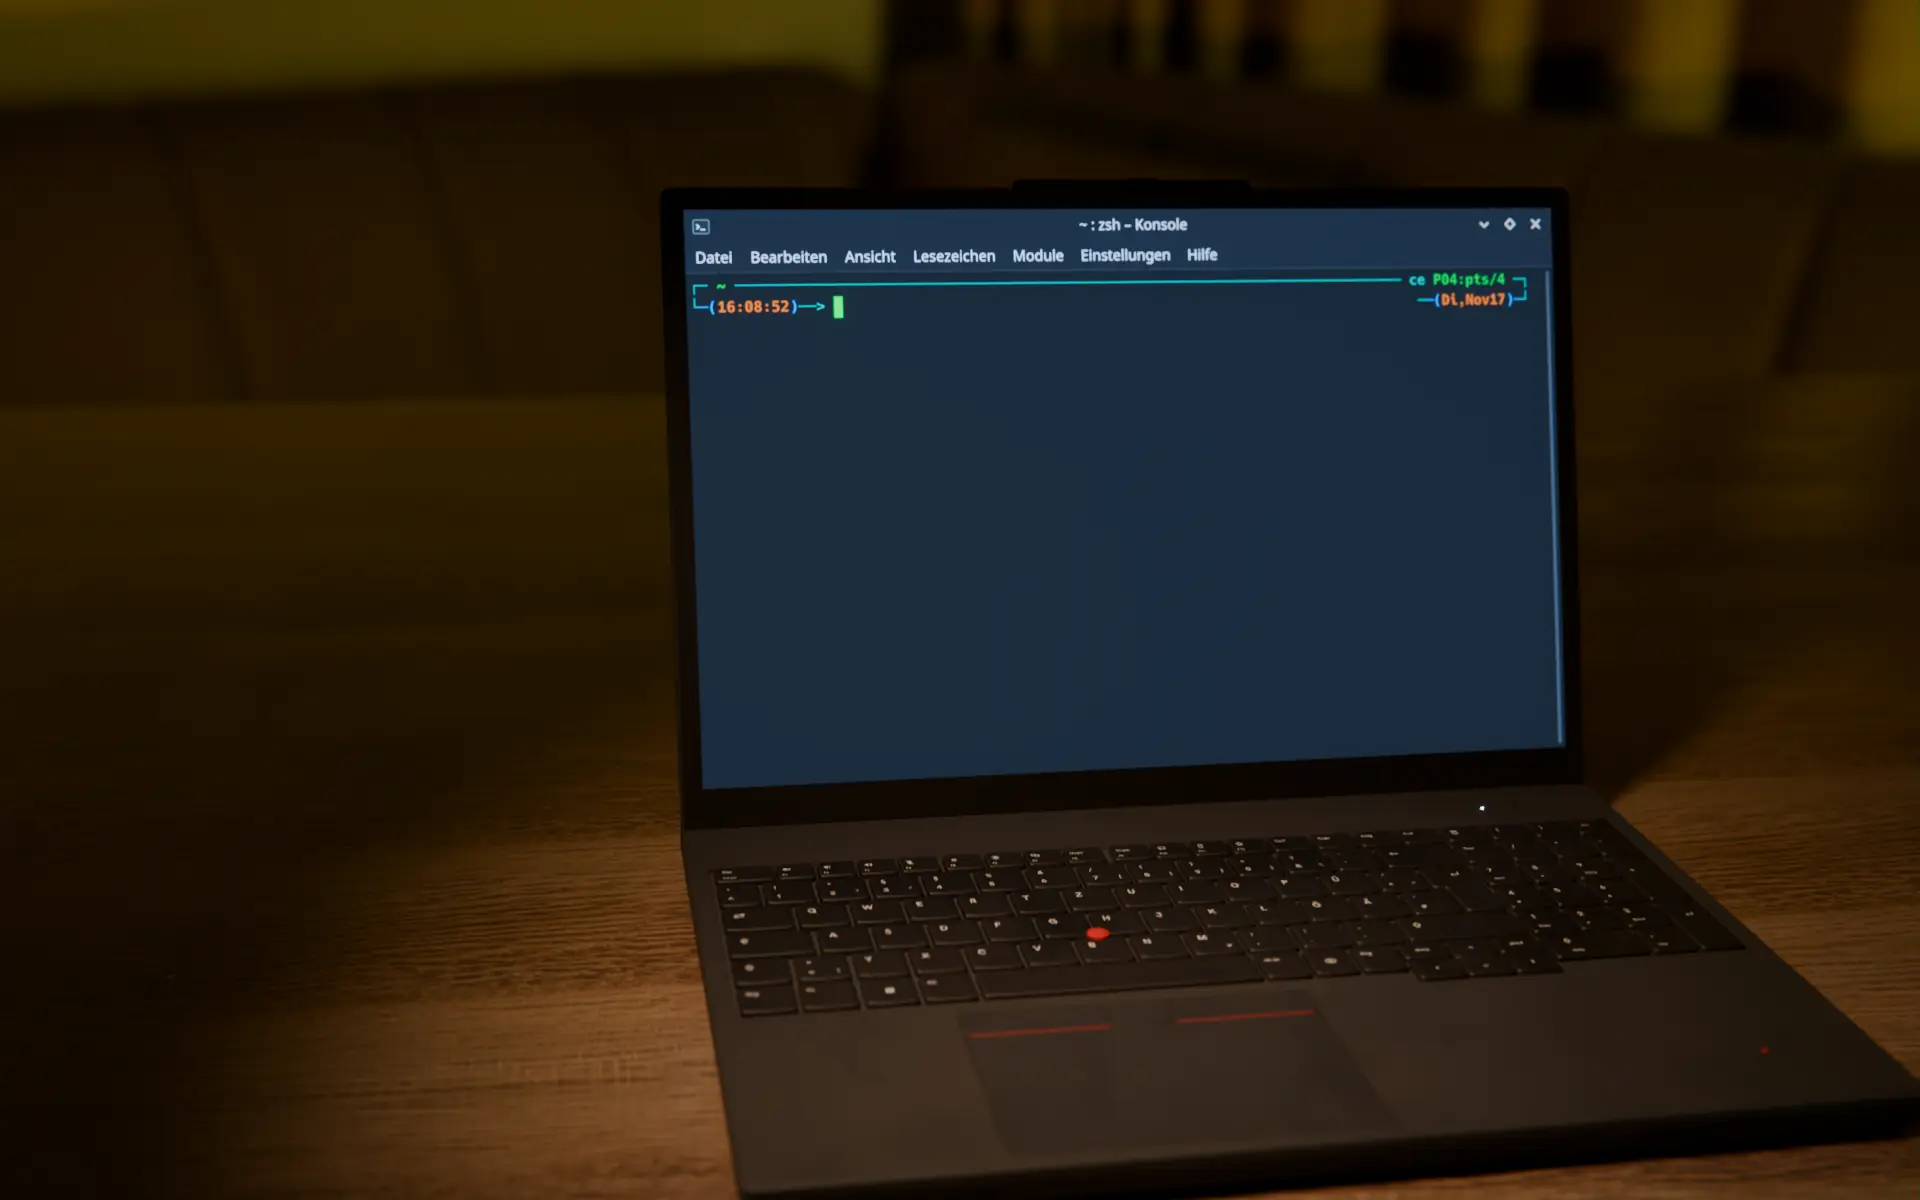 ~ : zsh – Konsole
Datei Bearbeiten Ansicht Lesezeichen Module Einstellungen Hilfe
~ ce P04:pts/4
(16:08:52)—> —(Di,Nov17)
Q W E R T Z U I O P Ü
A S D F G H J K L Ö Ä
Y X C V B N M